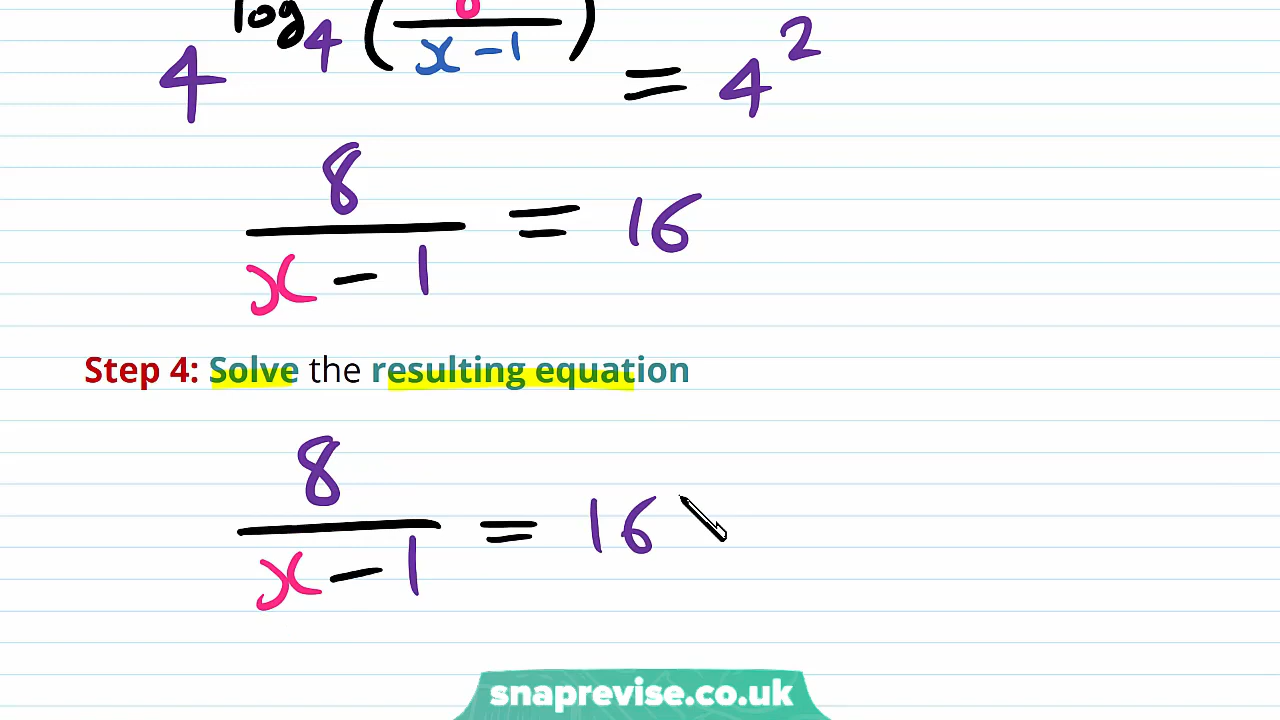 4^log_4(8/(x-1)) = 4^2
8/(x-1) = 16
Step 4: Solve the resulting equation
8/(x-1) = 16
snaprevise.co.uk